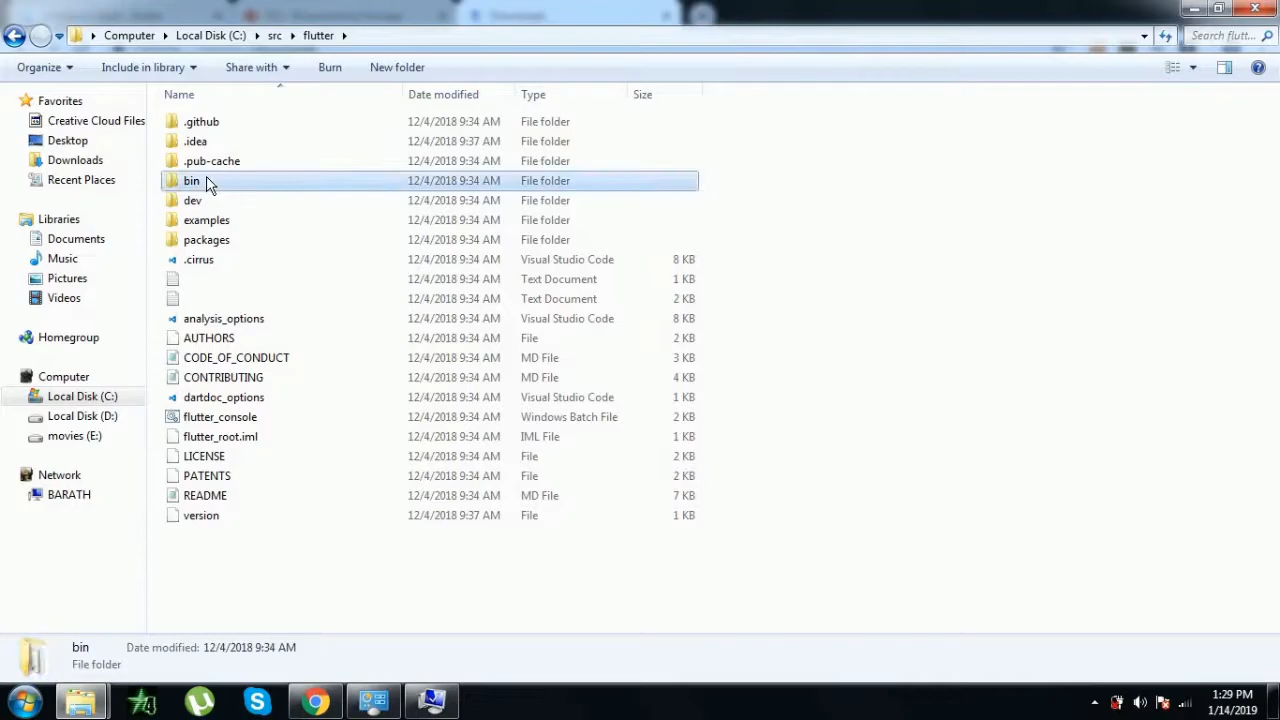 Computer Local Disk (C:) src flutter Search flutt...
Organize Include in library Share with Burn New folder
Name Date modified Type Size
Favorites
Creative Cloud Files
Desktop
Downloads
Recent Places
Libraries
Documents
Music
Pictures
Videos
Homegroup
Computer
Local Disk (C:)
Local Disk (D:)
movies (E:)
Network
BARATH
.github 12/4/2018 9:34 AM File folder
.idea 12/4/2018 9:37 AM File folder
.pub-cache 12/4/2018 9:34 AM File folder
bin 12/4/2018 9:34 AM File folder
dev 12/4/2018 9:34 AM File folder
examples 12/4/2018 9:34 AM File folder
packages 12/4/2018 9:34 AM File folder
.cirrus 12/4/2018 9:34 AM Visual Studio Code 8 KB
12/4/2018 9:34 AM Text Document 1 KB
12/4/2018 9:34 AM Text Document 2 KB
analysis_options 12/4/2018 9:34 AM Visual Studio Code 8 KB
AUTHORS 12/4/2018 9:34 AM File 2 KB
CODE_OF_CONDUCT 12/4/2018 9:34 AM MD File 3 KB
CONTRIBUTING 12/4/2018 9:34 AM MD File 4 KB
dartdoc_options 12/4/2018 9:34 AM Visual Studio Code 1 KB
flutter_console 12/4/2018 9:34 AM Windows Batch File 2 KB
flutter_root.iml 12/4/2018 9:34 AM IML File 1 KB
LICENSE 12/4/2018 9:34 AM File 2 KB
PATENTS 12/4/2018 9:34 AM File 2 KB
README 12/4/2018 9:34 AM MD File 7 KB
version 12/4/2018 9:37 AM File 1 KB
bin Date modified: 12/4/2018 9:34 AM
File folder
1:29 PM
1/14/2019